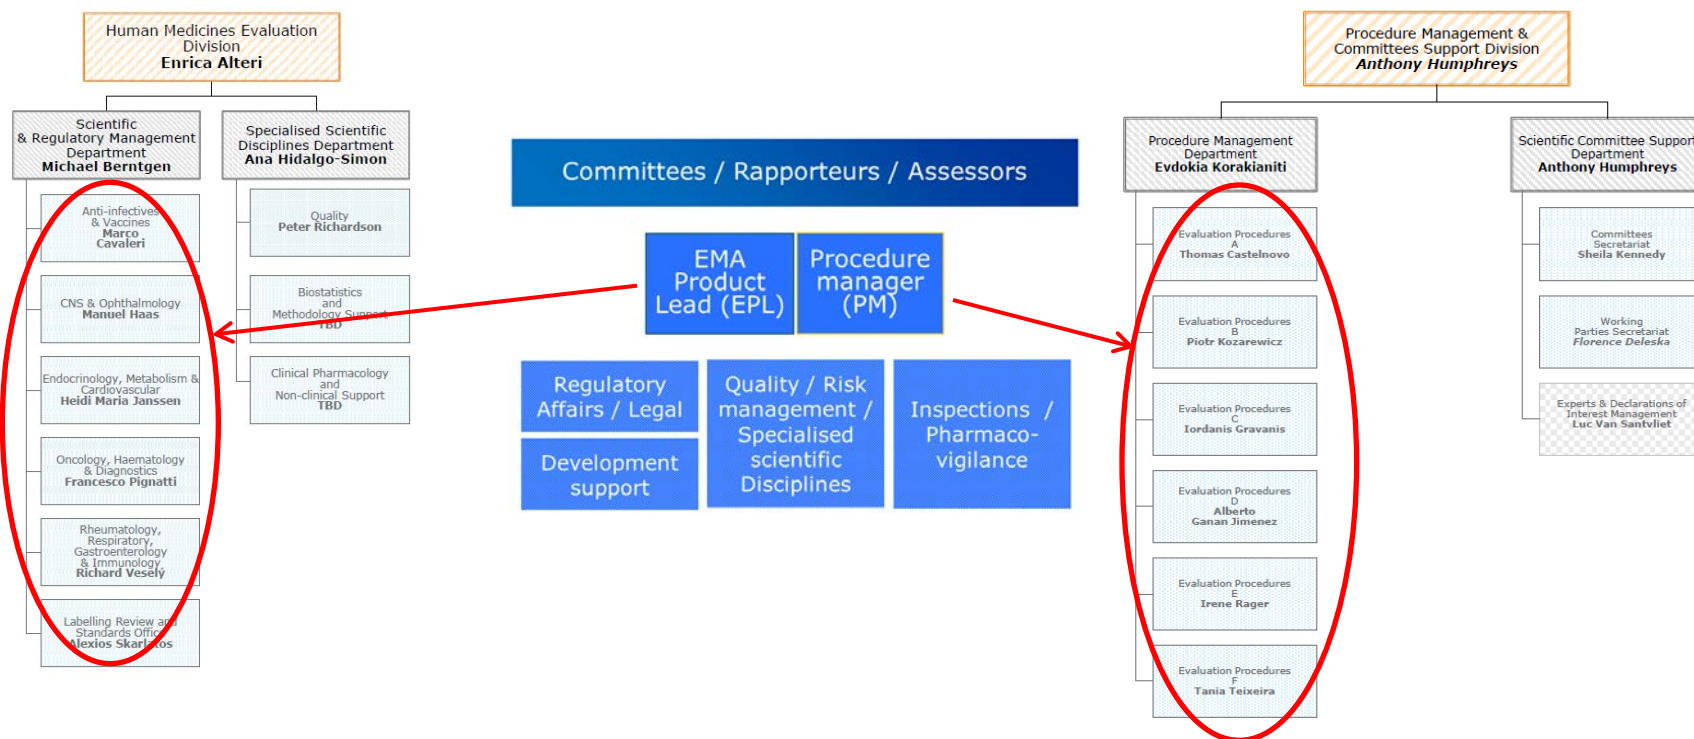 Human Medicines Evaluation
Division
Enrica Alteri
Scientific
& Regulatory Management
Department
Michael Berntgen
Anti-infectives
& Vaccines
Marco
Cavaleri
CNS & Ophthalmology
Manuel Haas
Endocrinology, Metabolism &
Cardiovascular
Heidi Maria Janssen
Oncology, Haematology
& Diagnostics
Francesco Pignatti
Rheumatology,
Respiratory,
Gastroenterology
& Immunology
Richard Veselý
Labelling Review and
Standards Office
Alexios Skarlatos
Specialised Scientific
Disciplines Department
Ana Hidalgo-Simon
Quality
Peter Richardson
Biostatistics
and
Methodology Support
TBD
Clinical Pharmacology
and
Non-clinical Support
TBD
Committees / Rapporteurs / Assessors
EMA
Product
Lead (EPL)
Procedure
manager
(PM)
Regulatory
Affairs / Legal
Development
support
Quality / Risk
management /
Specialised
scientific
Disciplines
Inspections /
Pharmaco-
vigilance
Procedure Management &
Committees Support Division
Anthony Humphreys
Procedure Management
Department
Evdokia Korakianiti
Evaluation Procedures
A
Thomas Castelnovo
Evaluation Procedures
B
Piotr Kozarewicz
Evaluation Procedures
C
Iordanis Gravanis
Evaluation Procedures
D
Alberto
Ganan Jimenez
Evaluation Procedures
E
Irene Rager
Evaluation Procedures
F
Tania Teixeira
Scientific Committee Support
Department
Anthony Humphreys
Committees
Secretariat
Sheila Kennedy
Working
Parties Secretariat
Florence Deleska
Experts & Declarations of
Interest Management
Luc Van Santvliet